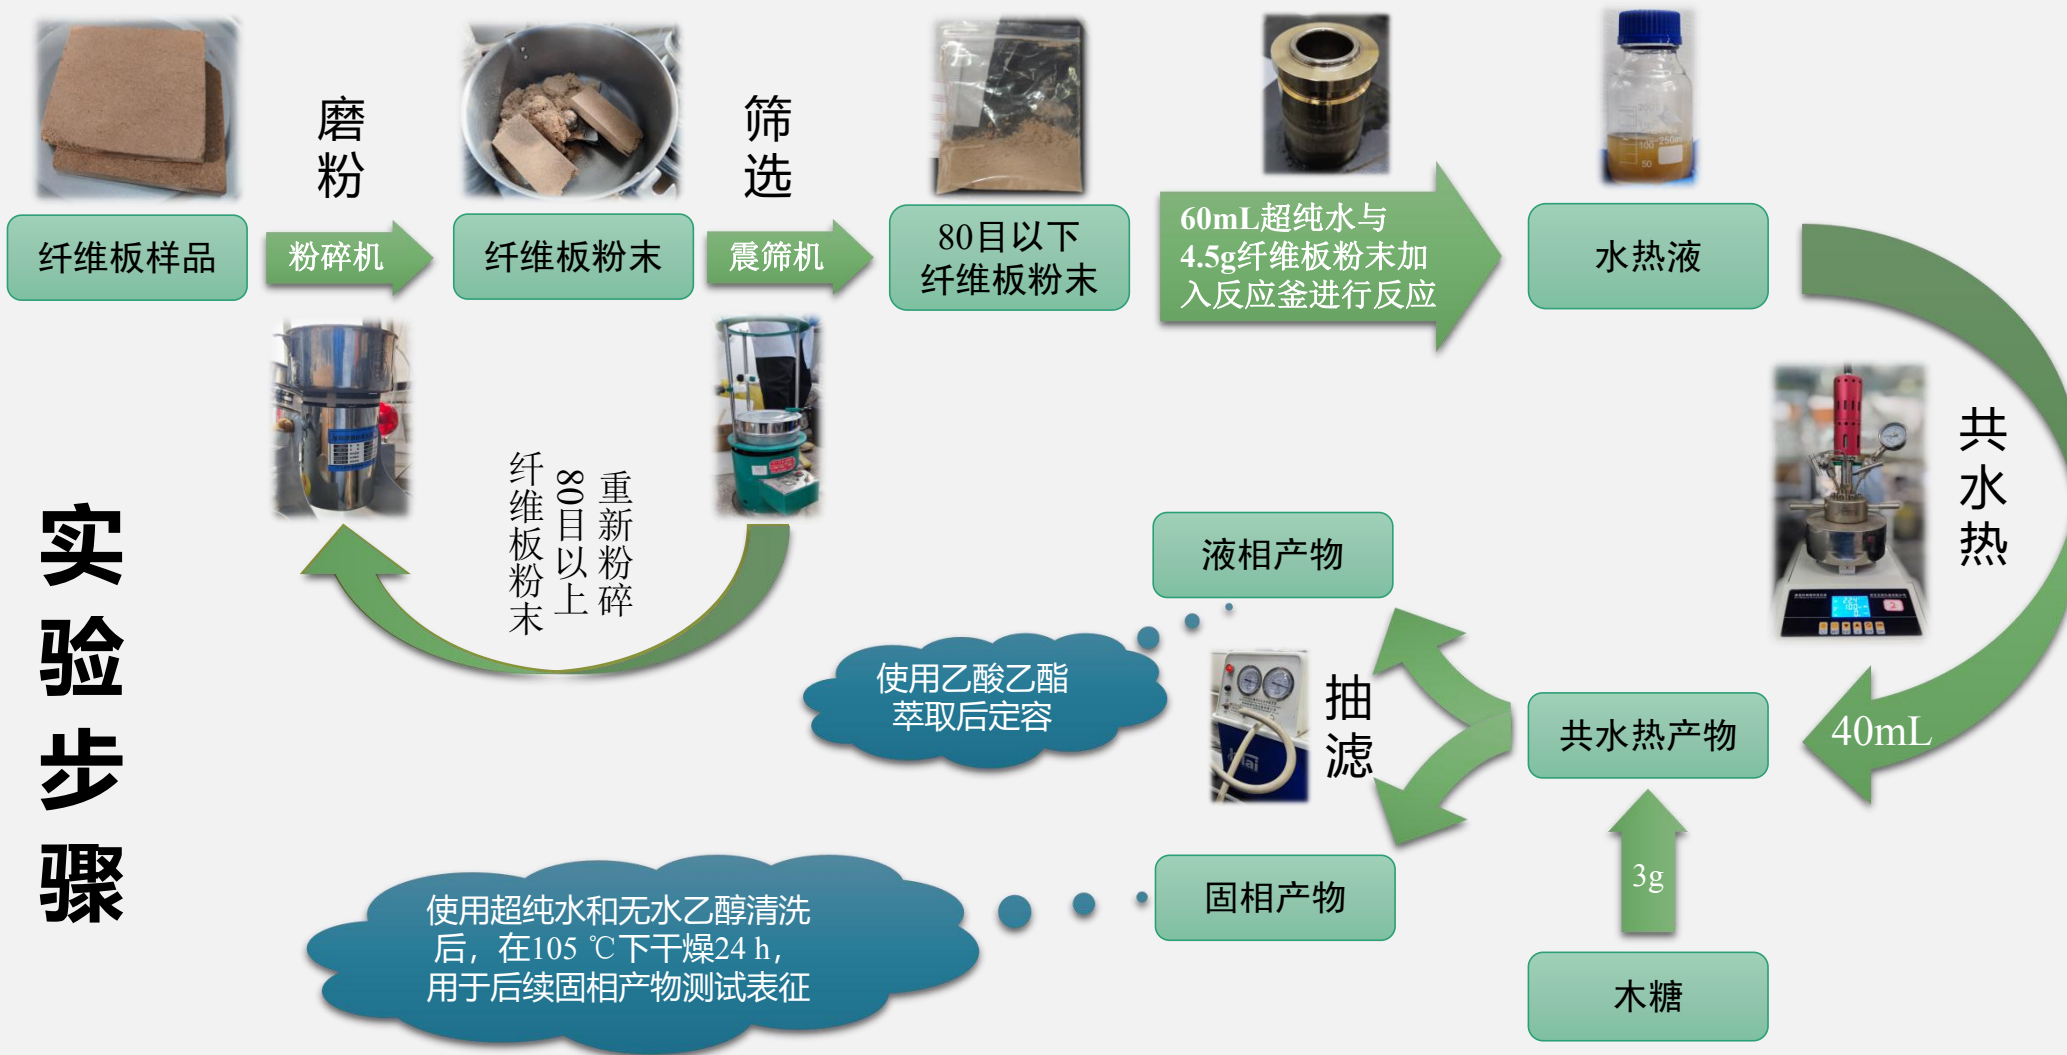 磨粉
筛选
纤维板样品
粉碎机
纤维板粉末
震筛机
80目以下
纤维板粉末
60mL超纯水与
4.5g纤维板粉末加
入反应釜进行反应
水热液
重新粉碎
80目以上
纤维板粉末
共水热
40mL
实验步骤
液相产物
使用乙酸乙酯
萃取后定容
抽滤
共水热产物
3g
木糖
固相产物
使用超纯水和无水乙醇清洗
后，在105 ℃下干燥24 h，
用于后续固相产物测试表征